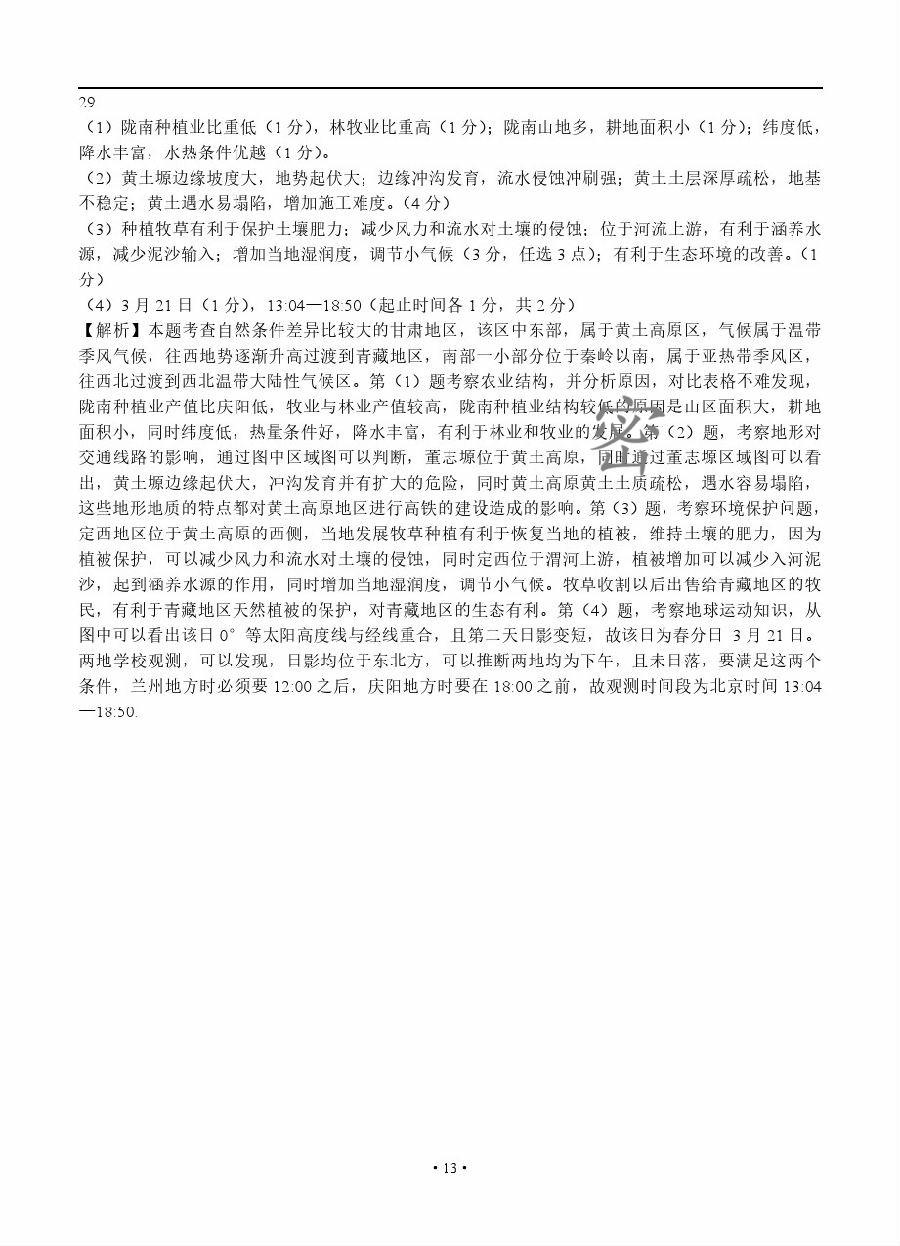 29
（1）陇南种植业比重低（1 分），林牧业比重高（1 分）；陇南山地多，耕地面积小（1 分）；纬度低，
降水丰富，水热条件优越（1 分）。
（2）黄土塬边缘坡度大，地势起伏大；边缘冲沟发育，流水侵蚀冲刷强；黄土土层深厚疏松，地基
不稳定；黄土遇水易塌陷，增加施工难度。（4 分）
（3）种植牧草有利于保护土壤肥力；减少风力和流水对土壤的侵蚀；位于河流上游，有利于涵养水
源，减少泥沙输入；增加当地湿润度，调节小气候（3 分，任选 3 点）；有利于生态环境的改善。（1
分）
（4）3 月 21 日（1 分），13:04—18:50（起止时间各 1 分，共 2 分）
【解析】本题考查自然条件差异比较大的甘肃地区，该区中东部，属于黄土高原区，气候属于温带
季风气候，往西地势逐渐升高过渡到青藏地区，南部一小部分位于秦岭以南，属于亚热带季风区，
往西北过渡到西北温带大陆性气候区。第（1）题考察农业结构，并分析原因，对比表格不难发现，
陇南种植业产值比庆阳低，牧业与林业产值较高，陇南种植业结构较低的原因是山区面积大，耕地
面积小，同时纬度低，热量条件好，降水丰富，有利于林业和牧业的发展。第（2）题，考察地形对
交通线路的影响，通过图中区域图可以判断，董志塬位于黄土高原，同时通过董志塬区域图可以看
出，黄土塬边缘起伏大，冲沟发育并有扩大的危险，同时黄土高原黄土土质疏松，遇水容易塌陷，
这些地形地质的特点都对黄土高原地区进行高铁的建设造成的影响。第（3）题，考察环境保护问题，
定西地区位于黄土高原的西侧，当地发展牧草种植有利于恢复当地的植被，维持土壤的肥力，因为
植被保护，可以减少风力和流水对土壤的侵蚀，同时定西位于渭河上游，植被增加可以减少入河泥
沙，起到涵养水源的作用，同时增加当地湿润度，调节小气候。牧草收割以后出售给青藏地区的牧
民，有利于青藏地区天然植被的保护，对青藏地区的生态有利。第（4）题，考察地球运动知识，从
图中可以看出该日 0°等太阳高度线与经线重合，且第二天日影变短，故该日为春分日 3 月 21 日。
两地学校观测，可以发现，日影均位于东北方，可以推断两地均为下午，且未日落，要满足这两个
条件，兰州地方时必须要 12:00 之后，庆阳地方时要在 18:00 之前，故观测时间段为北京时间 13:04
—18:50.
密
·13·